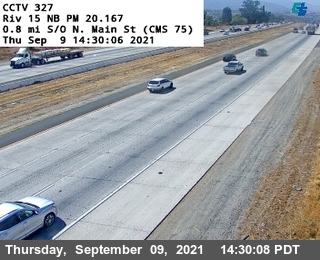 CCTV 327
Riv 15 NB PM 20.167
0.8 mi S/O N. Main St (CMS 75)
Thu Sep  9 14:30:06 2021
Thursday, September 09, 2021 14:30:08 PDT